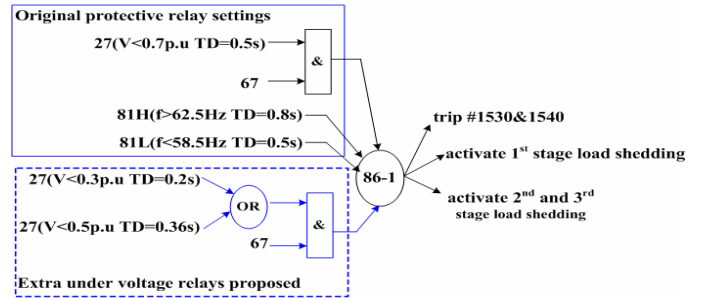 Original protective relay settings
27(V<0.7p.u TD=0.5s)
&
67
81H(f>62.5Hz TD=0.8s)
81L(f<58.5Hz TD=0.5s)
trip #1530&1540
activate 1st stage load shedding
86-1
activate 2nd and 3rd
stage load shedding
27(V<0.3p.u TD=0.2s)
OR
&
27(V<0.5p.u TD=0.36s)
67
Extra under voltage relays proposed